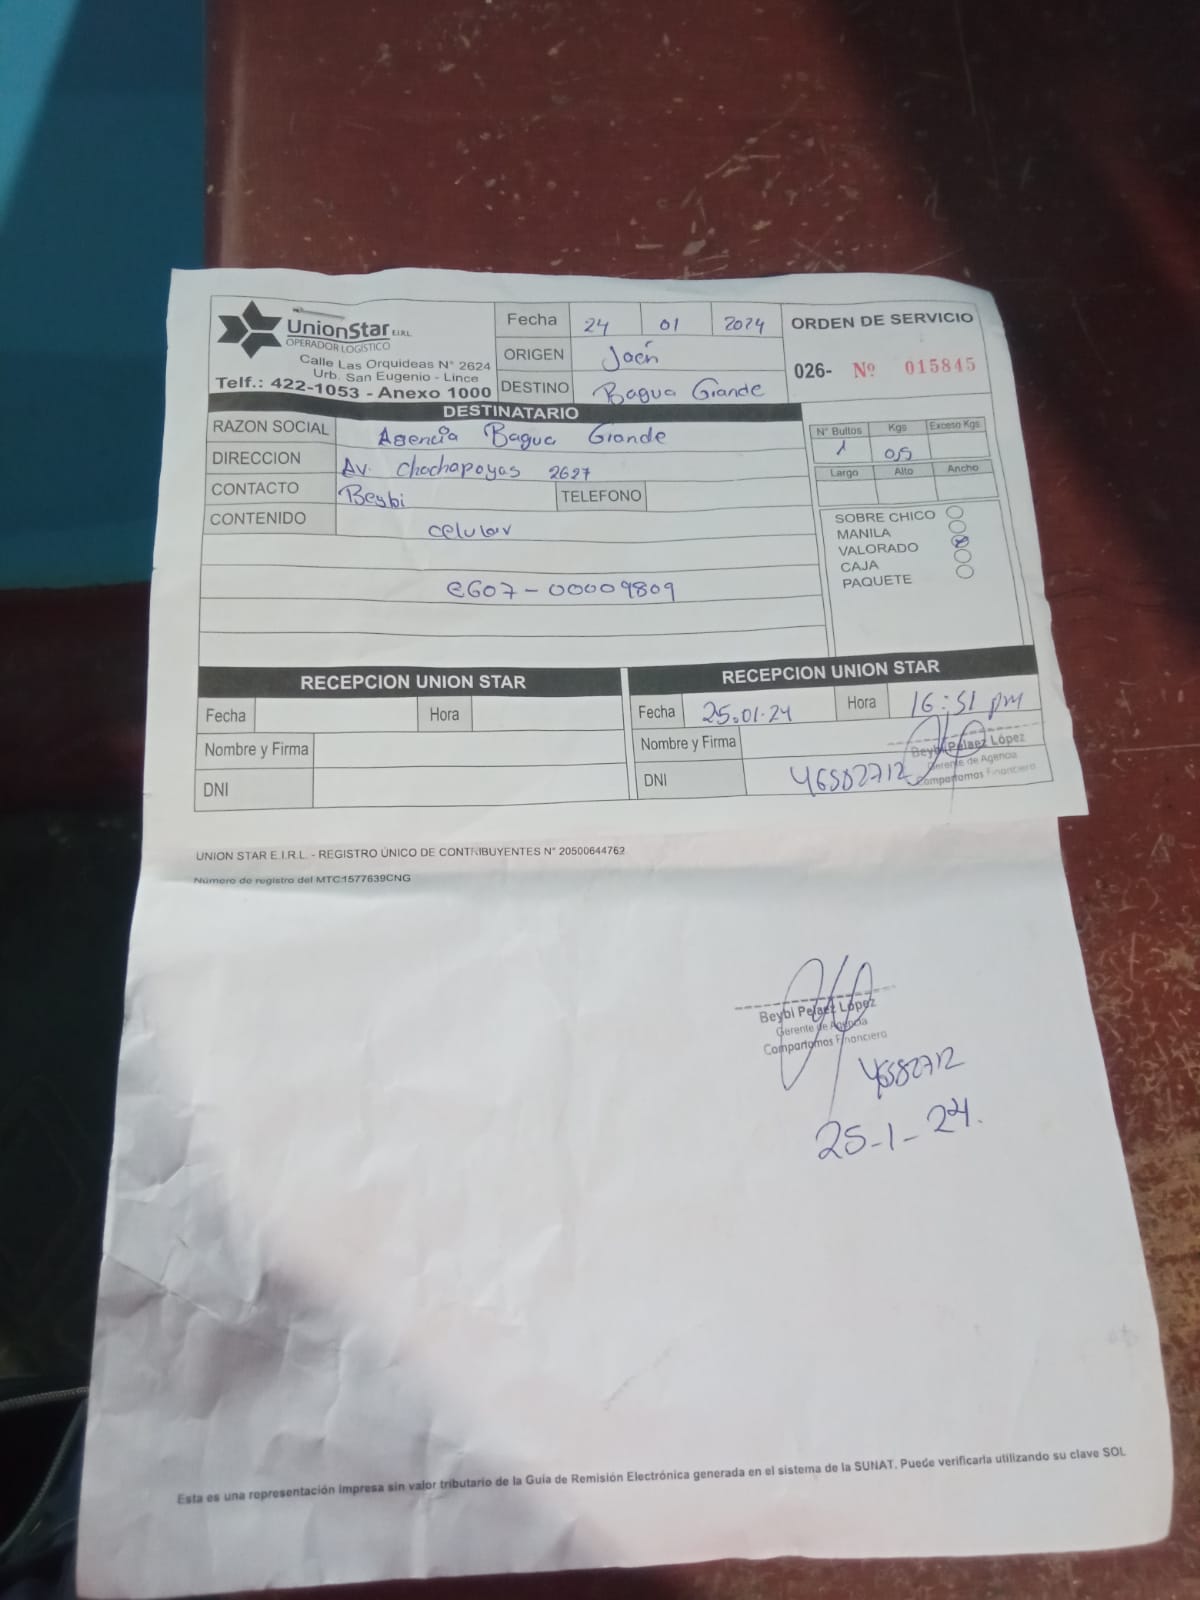 UnionStar E.I.R.L.
OPERADOR LOGISTICO
Calle Las Orquideas N° 2624
Urb. San Eugenio - Lince
Telf.: 422-1053 - Anexo 1000
Fecha 24 01 2024
ORIGEN Jaén
DESTINO Bagua Grande
ORDEN DE SERVICIO
026- Nº 015845
DESTINATARIO
RAZON SOCIAL Agencia Bagua Grande
DIRECCION Av. Chachapoyas 2627
CONTACTO Beybi TELEFONO
CONTENIDO celular
EG07-00009809
N° Bultos Kgs Exceso Kgs
1 0,5
Largo Alto Ancho
SOBRE CHICO
MANILA
VALORADO
CAJA
PAQUETE
RECEPCION UNION STAR
Fecha Hora
Nombre y Firma
DNI
RECEPCION UNION STAR
Fecha 25.01.24 Hora 16:51 pm
Nombre y Firma
Beybi Pelaez López
Gerente de Agencia
Compartamos Financiera
DNI 46582712
UNION STAR E.I.R.L. - REGISTRO ÚNICO DE CONTRIBUYENTES N° 20500644762
Número de registro del MTC:1577639CNG
Beybi Pelaez López
Gerente de Agencia
Compartamos Financiera
46582712
25-1-24.
Esta es una representación impresa sin valor tributario de la Guía de Remisión Electrónica generada en el sistema de la SUNAT. Puede verificarla utilizando su clave SOL